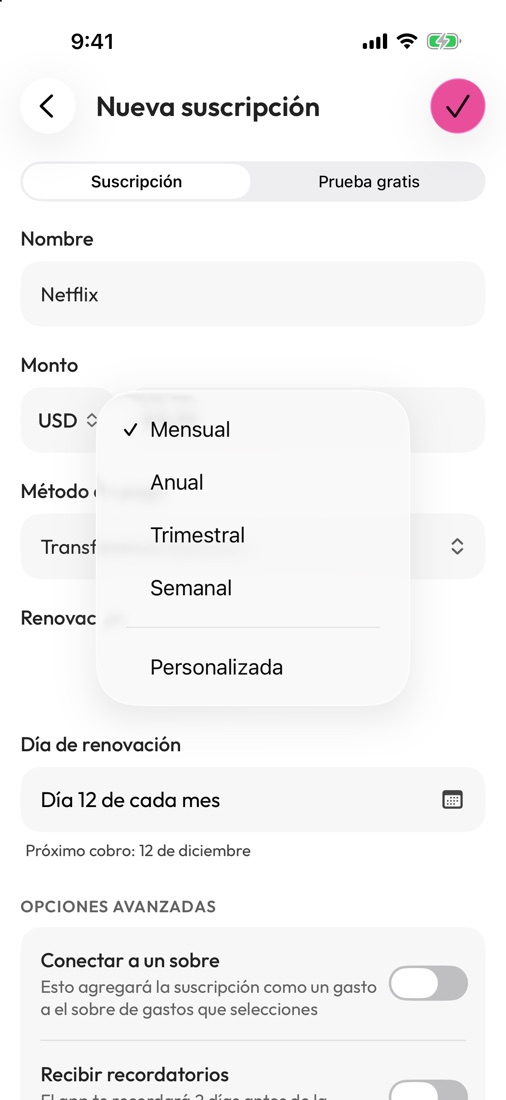 9:41
Nueva suscripción
Suscripción
Prueba gratis
Nombre
Netflix
Monto
USD
Mensual
Anual
Trimestral
Semanal
Personalizada
Método
Día de renovación
Día 12 de cada mes
Próximo cobro: 12 de diciembre
OPCIONES AVANZADAS
Conectar a un sobre
Esto agregará la suscripción como un gasto
a el sobre de gastos que selecciones
Recibir recordatorios